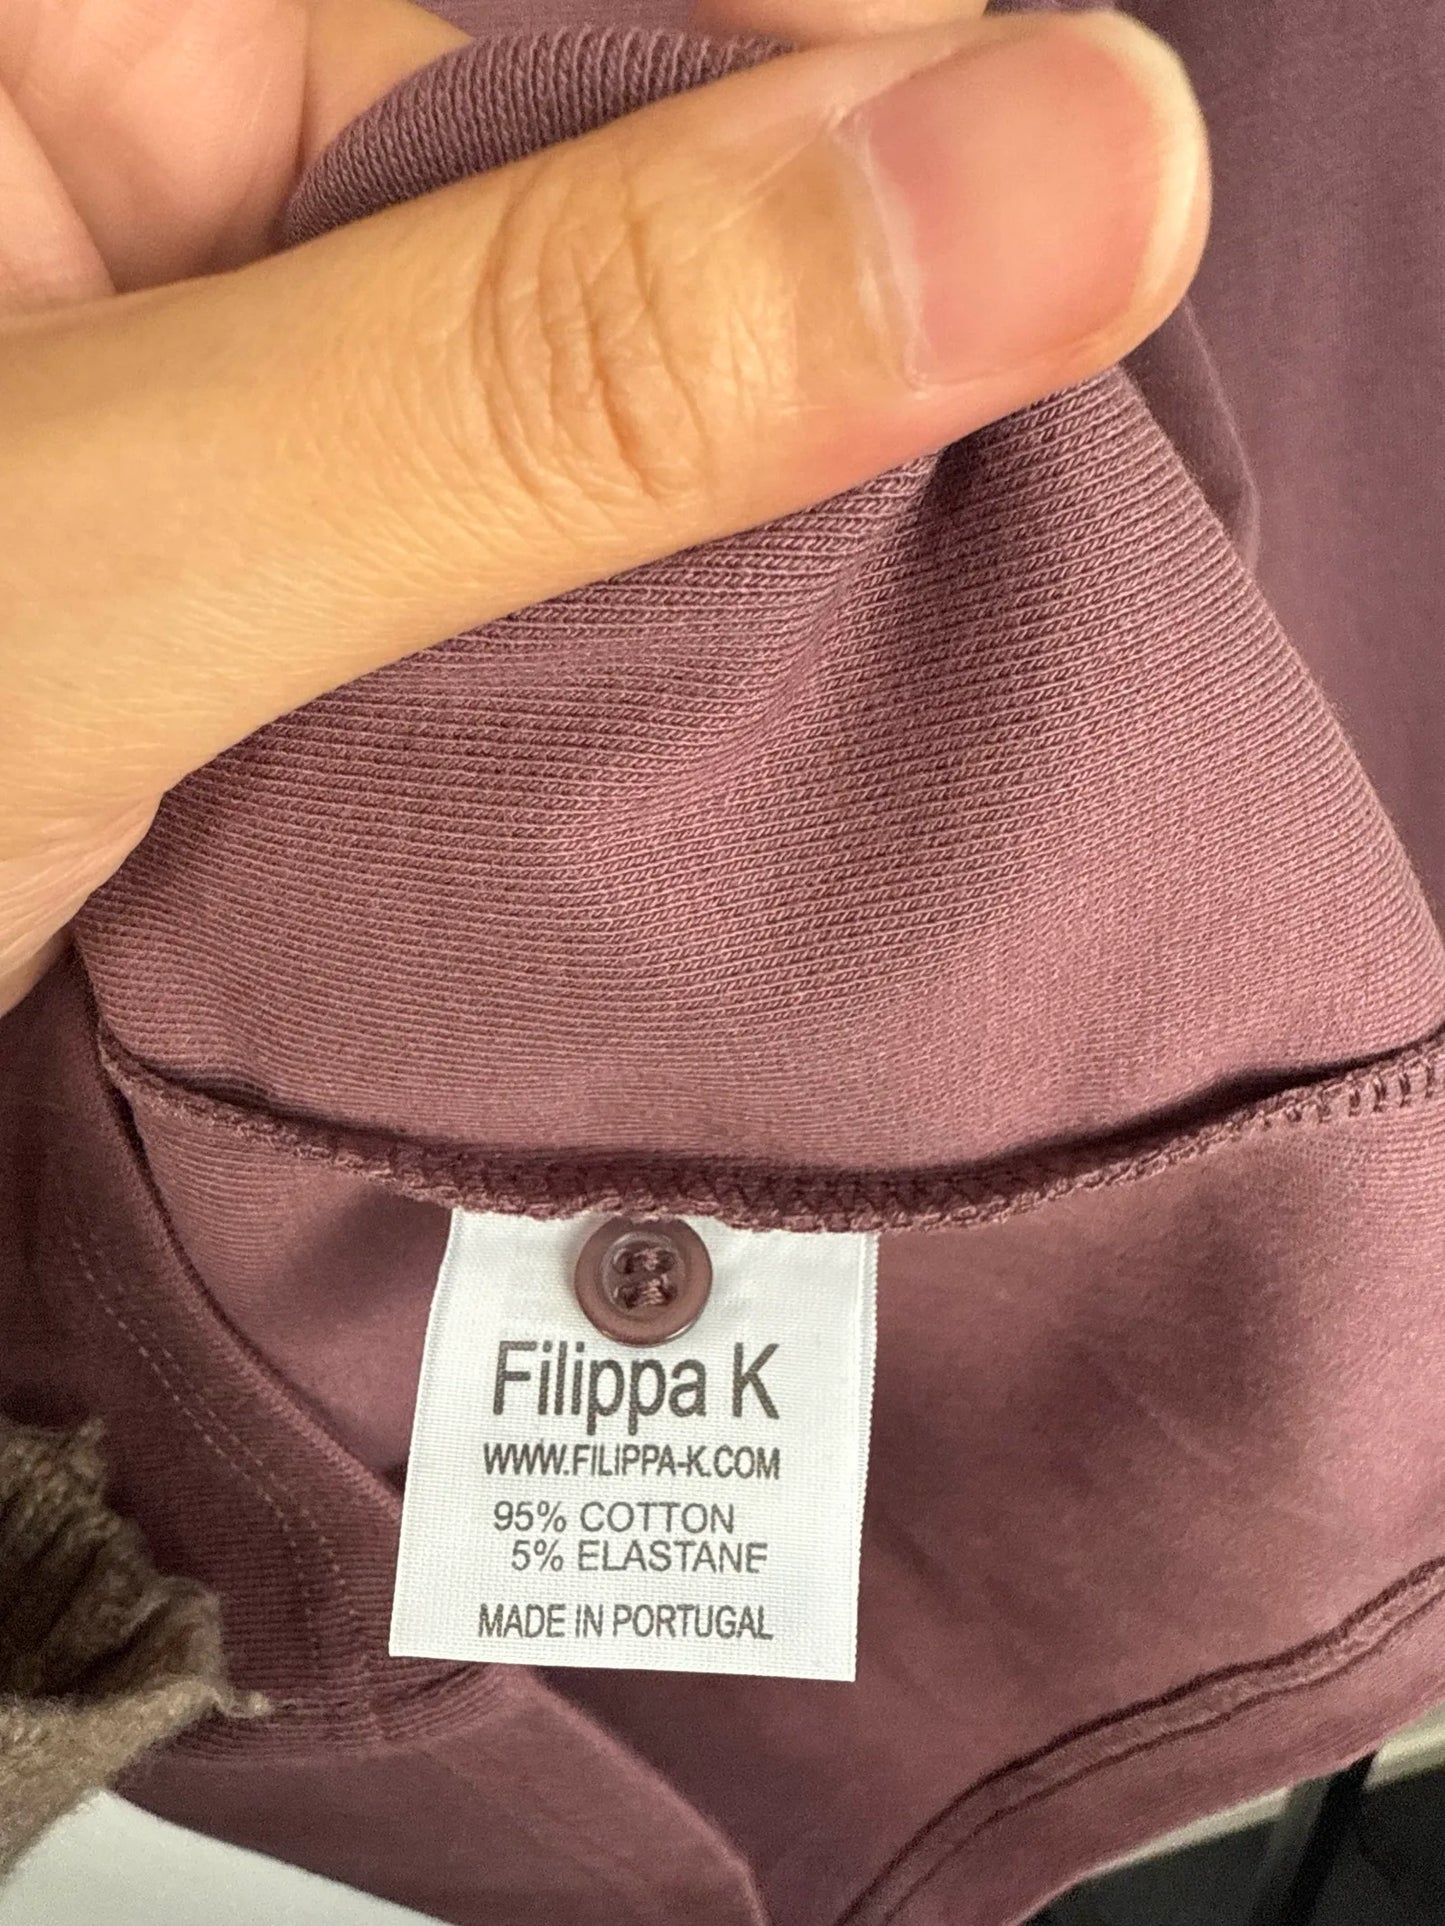 Filippa K
WWW.FILIPPA-K.COM
95% COTTON
5% ELASTANE
MADE IN PORTUGAL